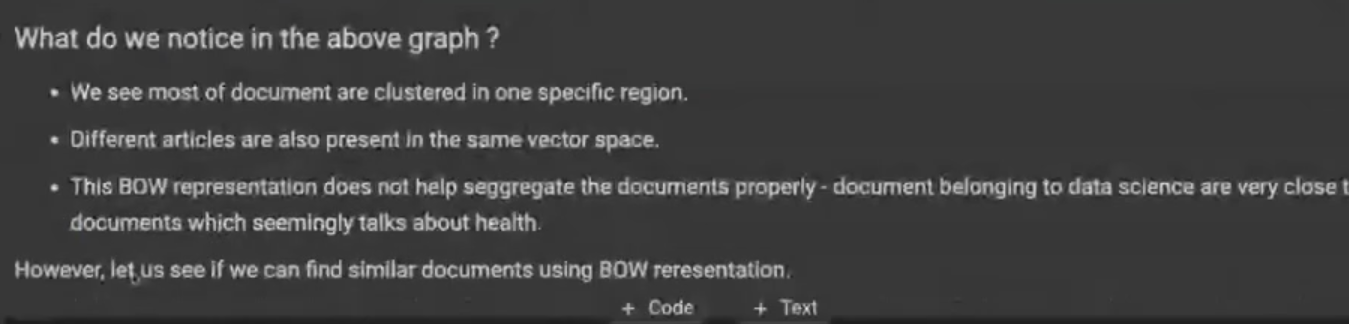 What do we notice in the above graph ?
• We see most of document are clustered in one specific region.
• Different articles are also present in the same vector space.
• This BOW representation does not help seggregate the documents properly - document belonging to data science are very close t
documents which seemingly talks about health.
However, let us see if we can find similar documents using BOW reresentation.
+ Code + Text